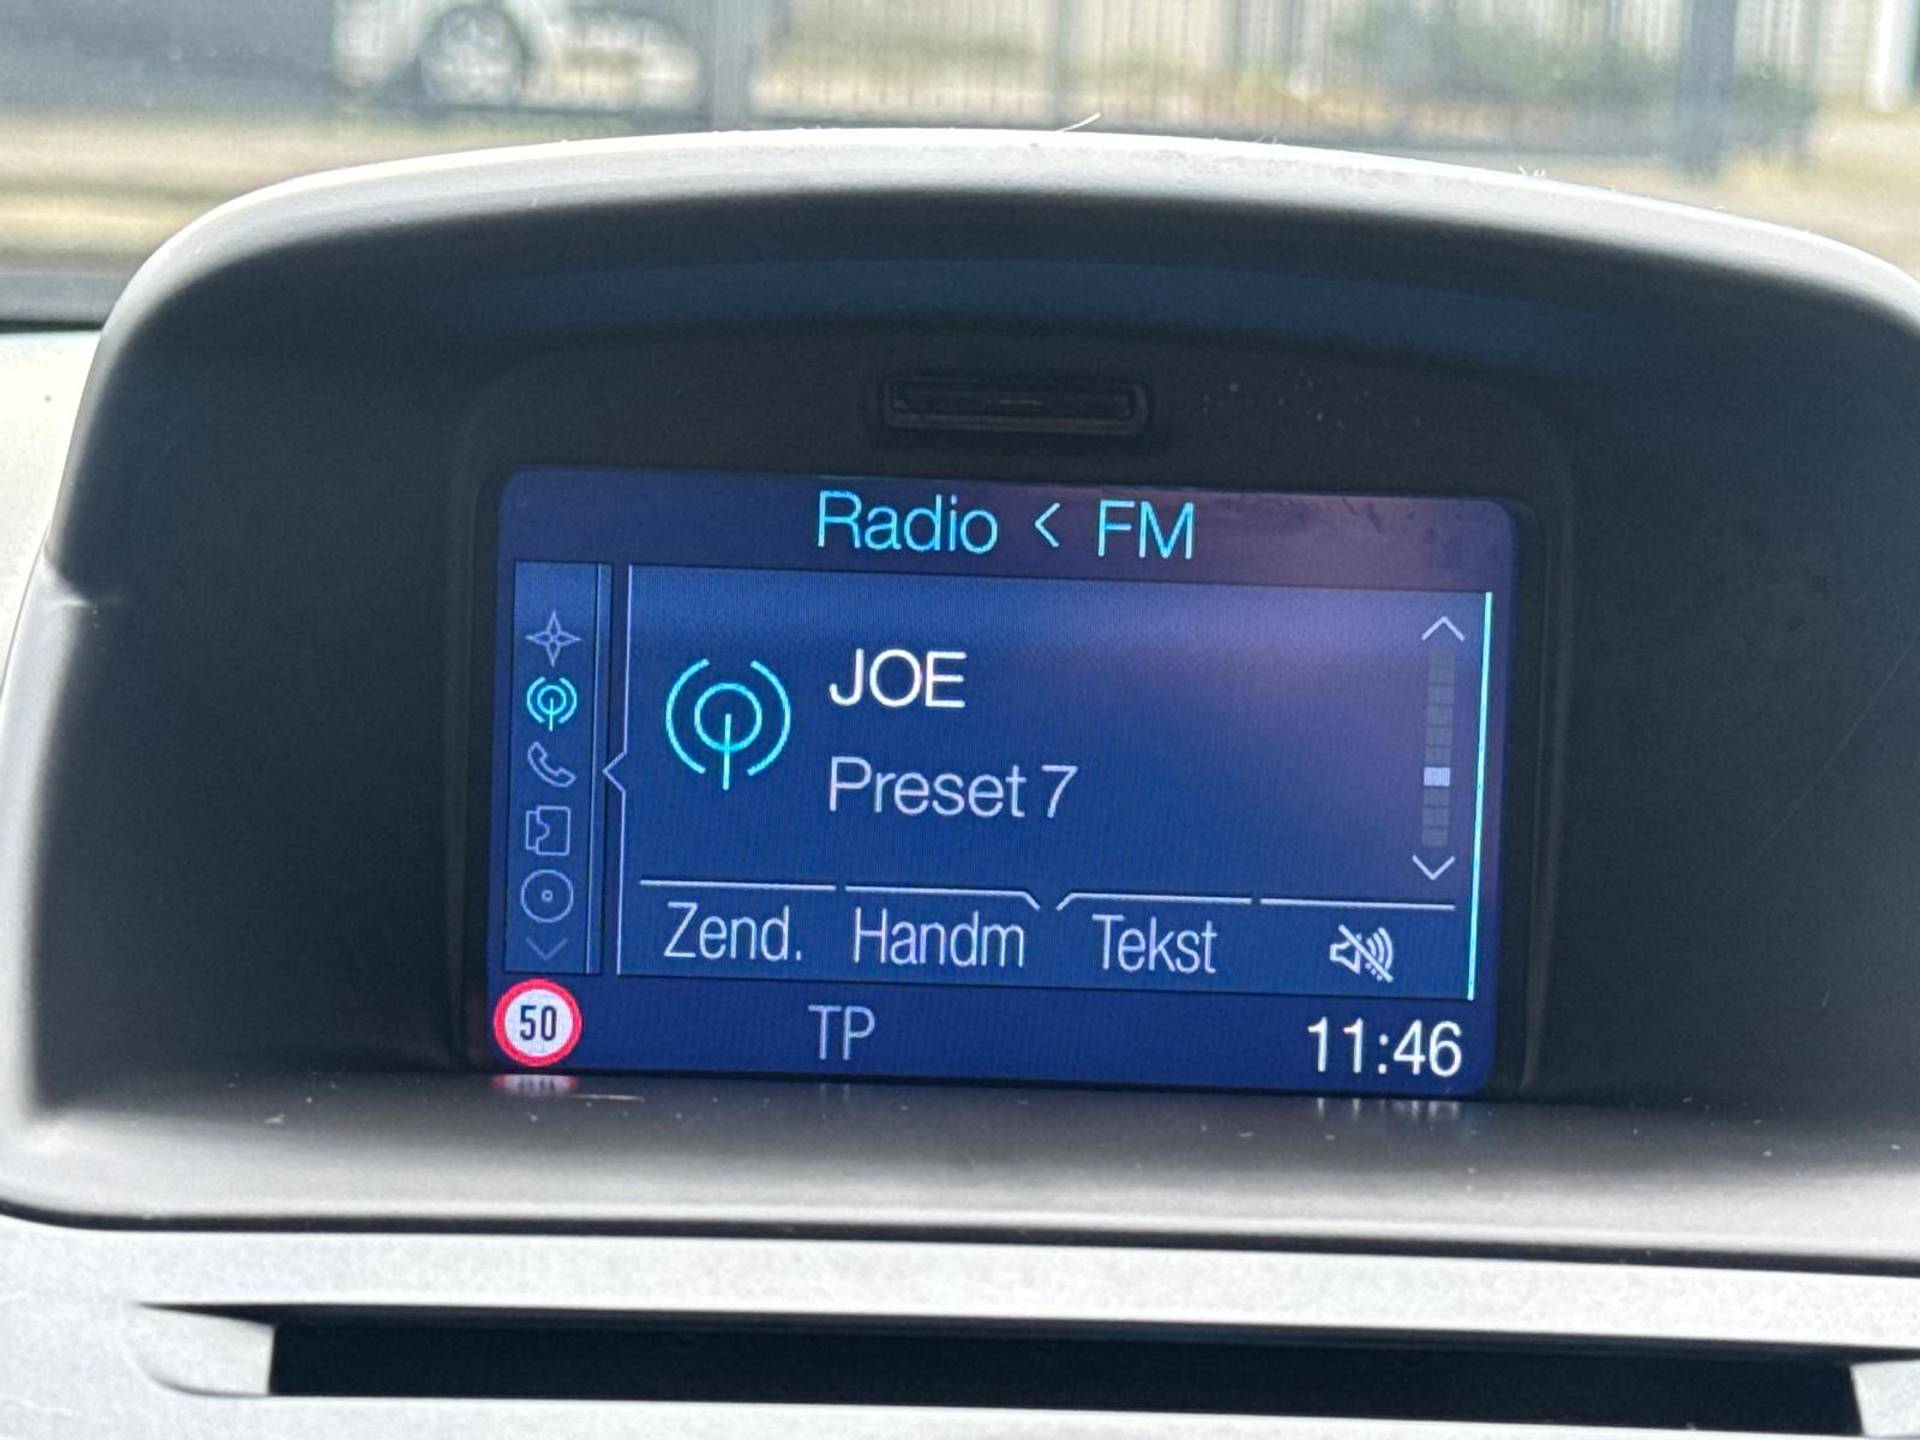 Radio < FM
JOE
Preset 7
Zend. Handm Tekst
50 TP 11:46